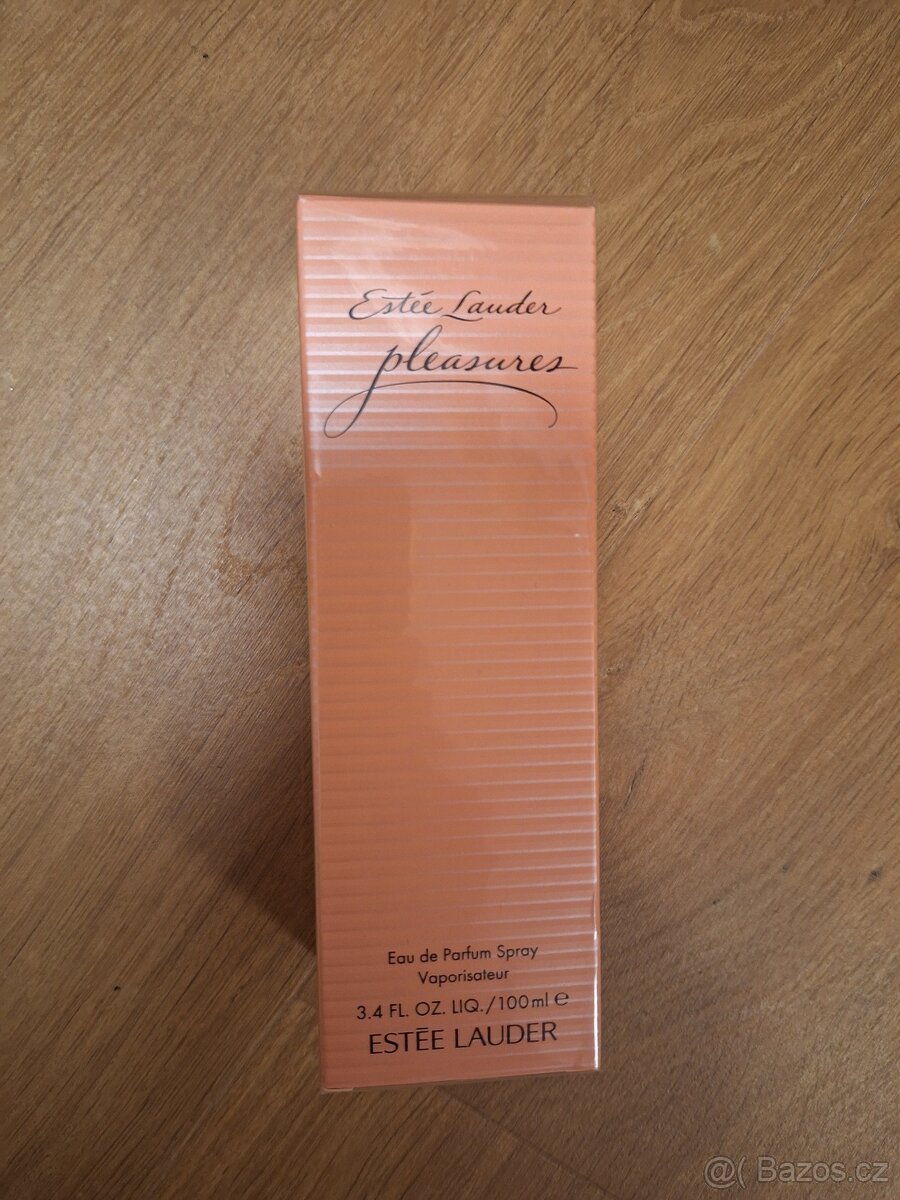 Estée Lauder
pleasures
Eau de Parfum Spray
Vaporisateur
3.4 FL. OZ. LIQ./100ml ℮
ESTĒE LAUDER
@( Bazos.cz